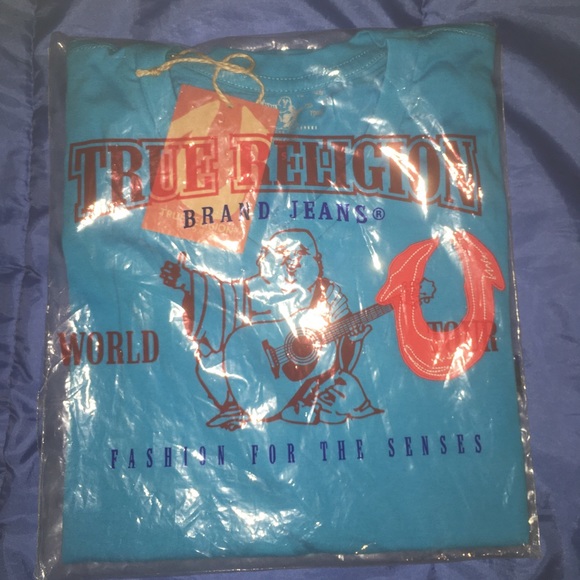 TRUE RELIGION
BRAND JEANS®
WORLD TOUR
FASHION FOR THE SENSES